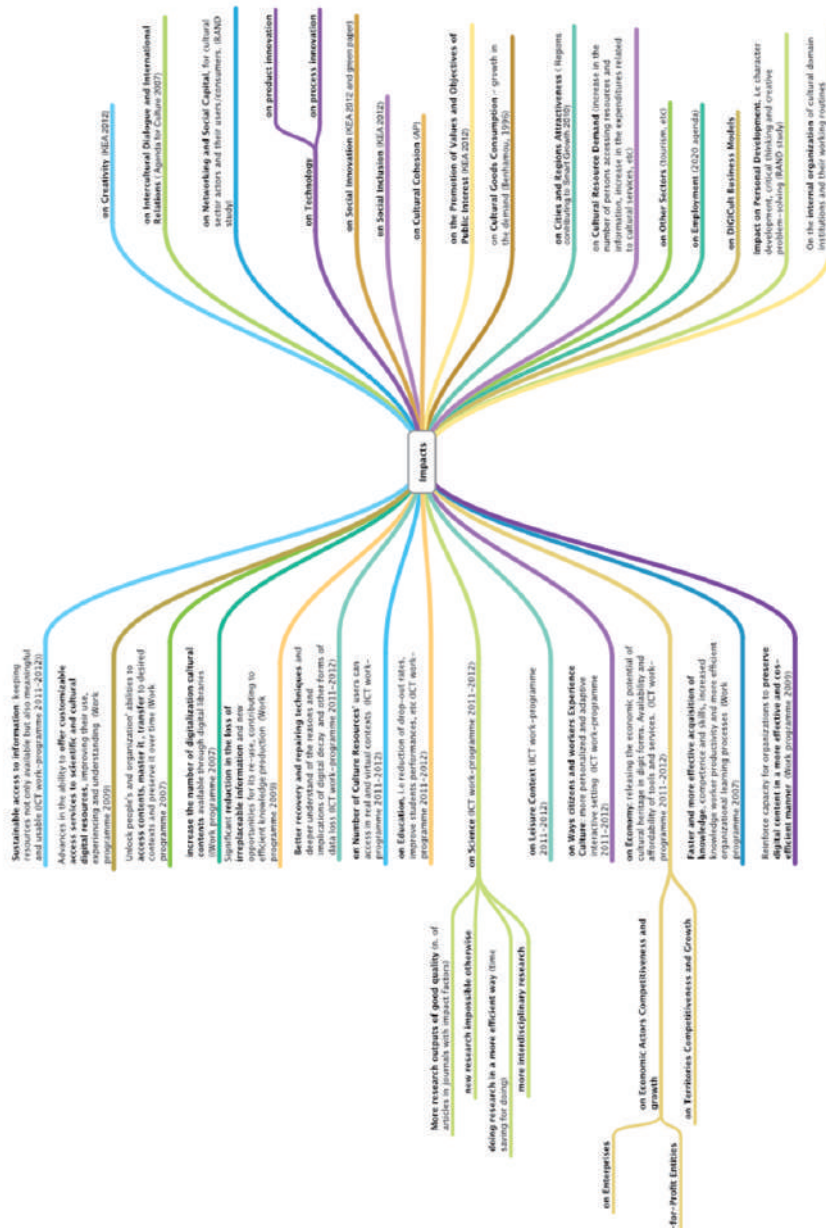 on Creativity (KEA 2012)
on Intercultural Dialogue and International
Relations ( Agenda for Culture 2007)
on Networking and Social Capital, for cultural
sector actors and their users/consumers. (RAND
study)
on Technology
on product innovation
on process innovation
on Social Innovation (KEA 2012 and green paper)
on Social Inclusion (KEA 2012)
on Cultural Cohesion (AP)
on the Promotion of Values and Objectives of
Public Interest (KEA 2012)
on Cultural Goods Consumption - growth in
the demand (Benhamou, 1996)
on Cities and Regions Attractiveness ( Regions
contributing to Smart Growth 2010)
on Cultural Resource Demand (increase in the
number of persons accessing resources and
information, increase in the expenditures related
to cultural services, etc)
on Other Sectors (tourism, etc)
on Employment (2020 agenda)
on DIGICult Business Models
Impact on Personal Development, i.e character
development, critical thinking and creative
problem-solving (RAND study)
On the internal organization of cultural domain
institutions and their working routines
Impacts
Sustainable access to information keeping
resources not only available but also meaningful
and usable (ICT work-programme 2011-2012))
Advances in the ability to offer customizable
access services to scientific and cultural
digital resources, improving their use,
experiencing and understanding (Work
programme 2009)
Unlock people's and organization' abilities to
access contents, master it , transfer to desired
contexts and preserve it over time (Work
programme 2007)
increase the number of digitalization cultural
contents available through digital libraries
(Work programme 2007)
Significant reduction in the loss of
irreplaceable information and new
opportunities for its re-use, contributing to
efficient knowledge production (Work
programme 2009)
Better recovery and repairing techniques and
deeper understand of the reasons and
implications of digital decay and other forms of
data loss (ICT work-programme 2011-2012)
on Number of Culture Resources' users can
access in real and virtual contexts (ICT work-
programme 2011-2012)
on Education, i.e reduction of drop-out rates,
improve students performances, etc (ICT work-
programme 2011-2012)
on Science (ICT work-programme 2011-2012)
More research outputs of good quality (n. of
articles in journals with impact factors)
new research impossible otherwise
doing research in a more efficient way (time
saving for doing)
more interdisciplinary research
on Leisure Context (ICT work-programme
2011-2012)
on Ways citizens and workers Experience
Culture: more personalized and adaptive
interactive setting (ICT work-programme
2011-2012)
on Economy: releasing the economic potential of
cultural heritage in digit forms. Availability and
affordability of tools and services. (ICT work-
programme 2011-2012)
on Economic Actors Competitiveness and
growth
on Enterprises
-for-Profit Entities
on Territories Competitiveness and Growth
Faster and more effective acquisition of
knowledge, competence and skills, increased
knowledge worker productivity and more efficient
organizational learning processes (Work
programme 2007)
Reinforce capacity for organizations to preserve
digital content in a more effective and cos-
efficient manner (Work programme 2009)